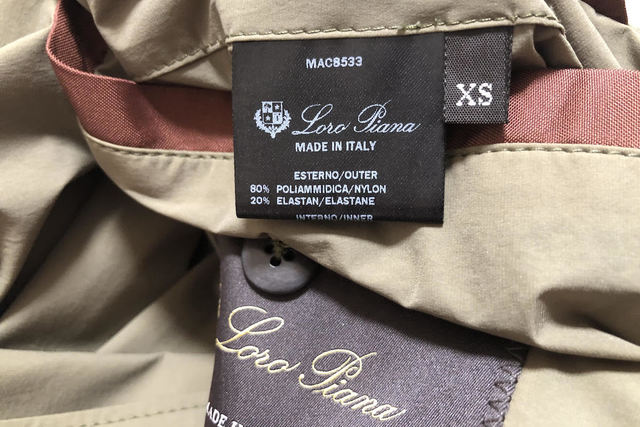 MAC8533
XS
Loro Piana
MADE IN ITALY
ESTERNO/OUTER
80% POLIAMMIDICA/NYLON
20% ELASTAN/ELASTANE
INTERNO/INNER
Loro Piana
MADE